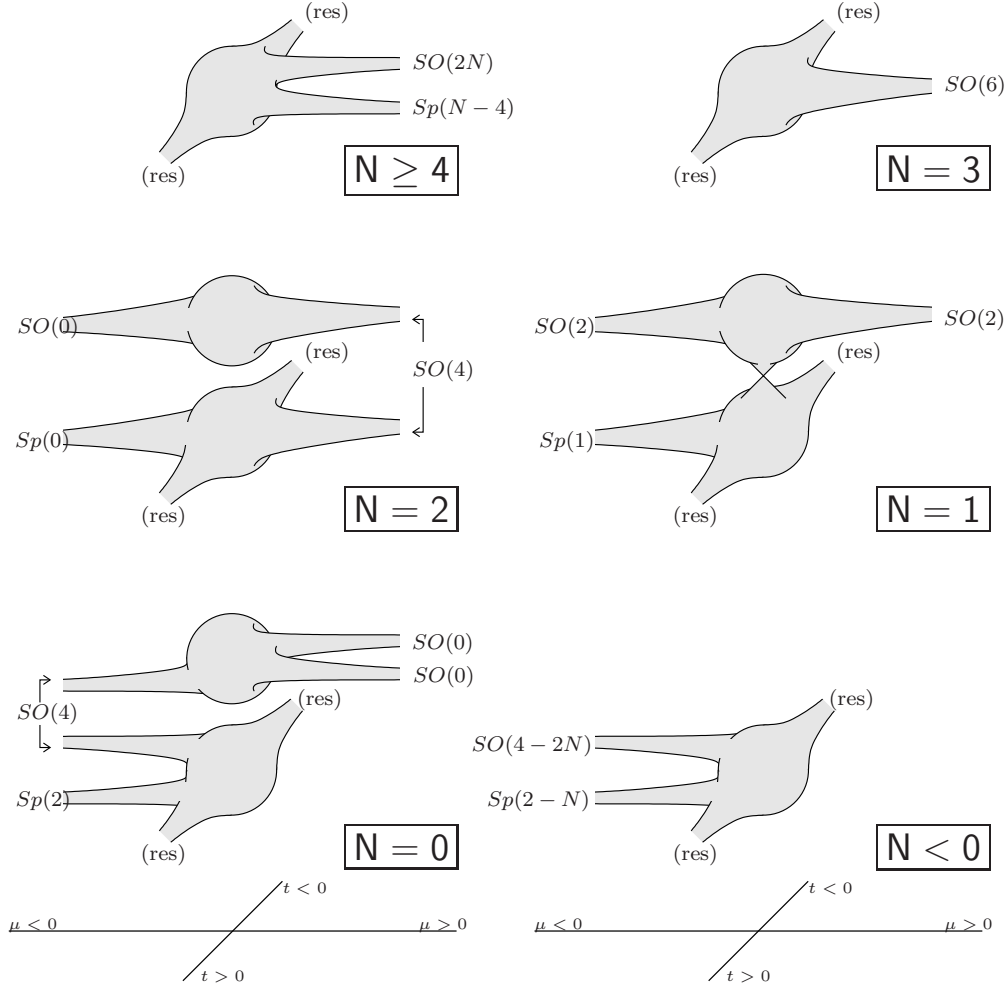 (res)
SO(2N)
Sp(N − 4)
(res)
N ≥ 4
(res)
SO(6)
(res)
N = 3
SO(0)
(res)
SO(4)
Sp(0)
(res)
N = 2
SO(2)
SO(2)
(res)
Sp(1)
(res)
N = 1
SO(0)
SO(0)
(res)
SO(4)
Sp(2)
(res)
N = 0
(res)
SO(4 − 2N)
Sp(2 − N)
(res)
N < 0
t < 0
μ < 0
μ > 0
t > 0
t < 0
μ < 0
μ > 0
t > 0